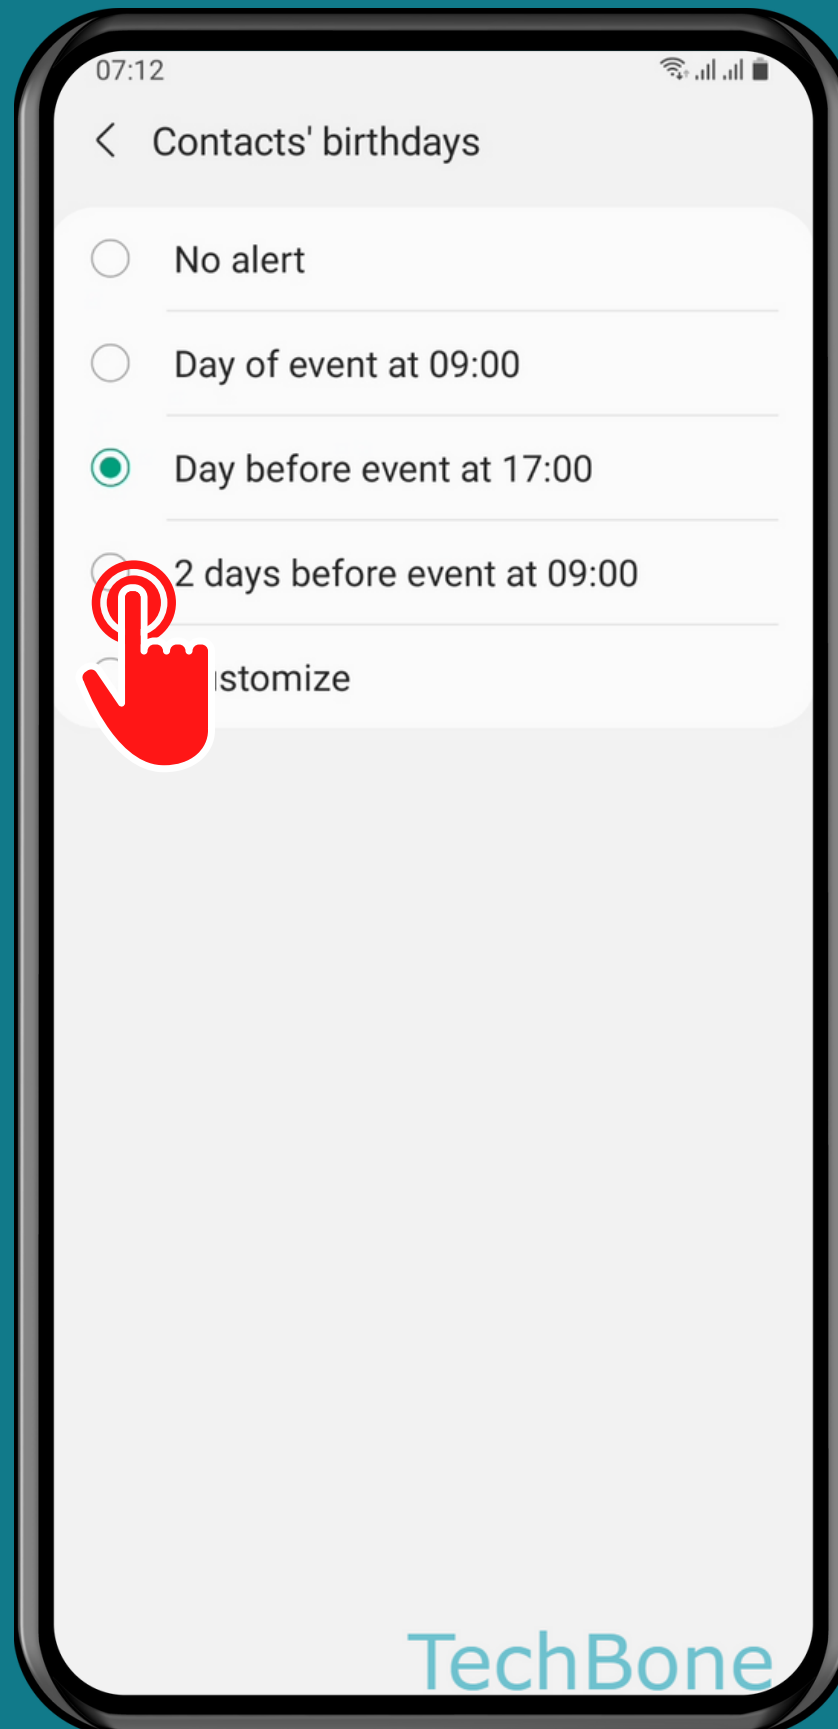 07:12
Contacts' birthdays
No alert
Day of event at 09:00
Day before event at 17:00
2 days before event at 09:00
stomize
TechBone